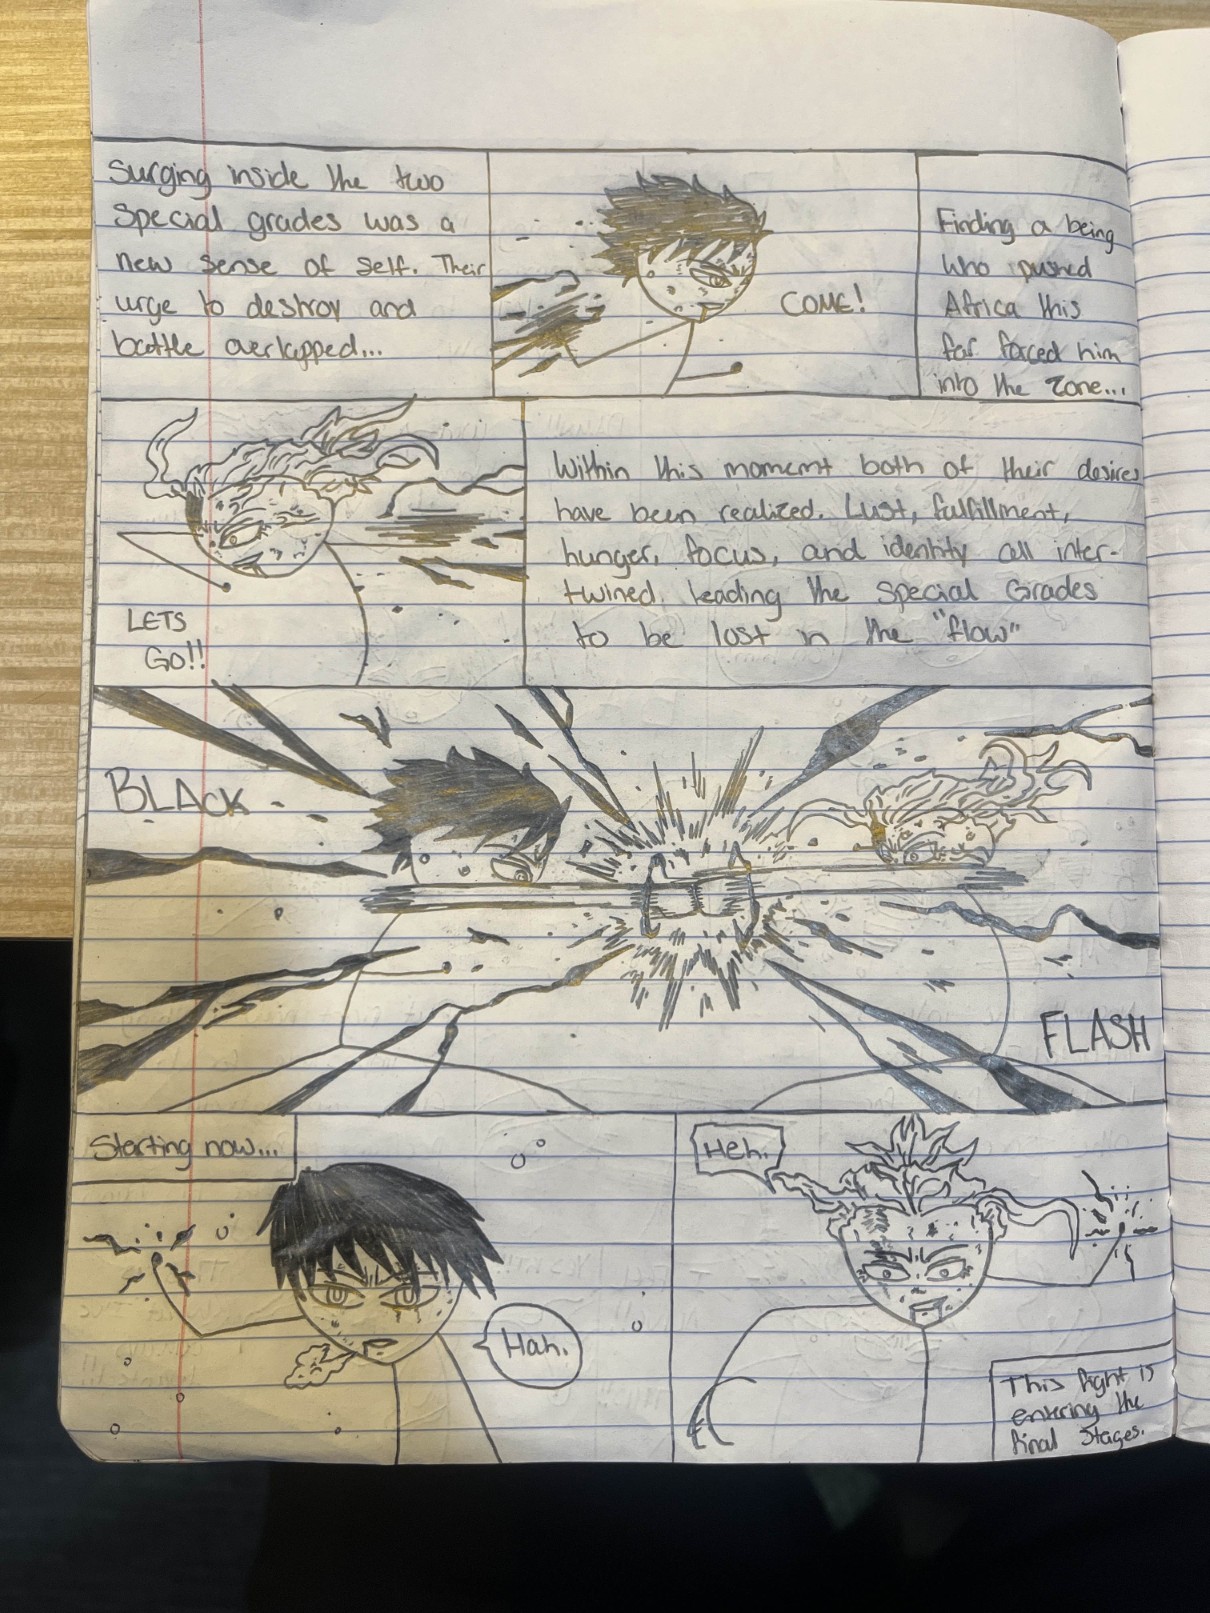 Surging inside the two
Special grades was a
new sense of self. Their
urge to destroy and
battle overlapped...
COME!
Finding a being
who pushed
Africa this
far forced him
into the zone...
LETS
GO!!
Within this moment both of their desires
have been realized. Lust, fulfillment,
hunger, focus, and identity all inter-
twined. leading the Special Grades
to be lost in the "flow"
BLACK
FLASH
Starting now...
Hah.
Heh.
This fight is
entering the
final stages.